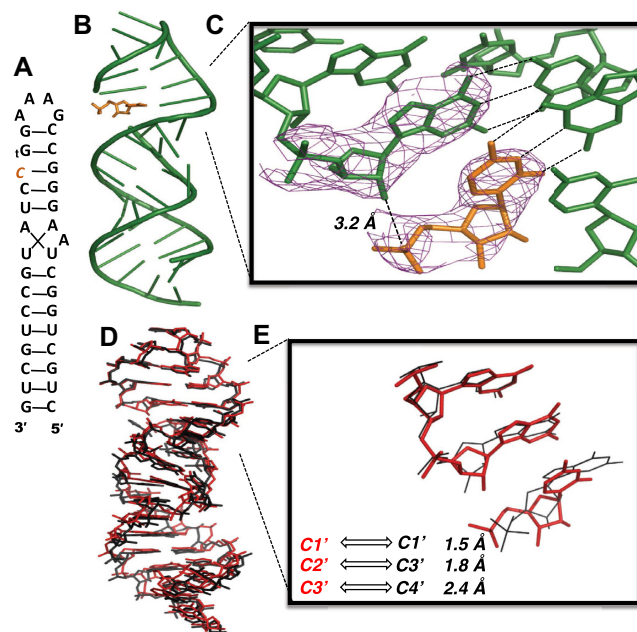 A
B
C
D
E
A A
A G
G C
t G C
C G
C G
U G
A A
A
U U
G C
C G
C G
U U
G C
C G
U U
G C
3' 5'
3.2 Å
C1' C1' 1.5 Å
C2' C3' 1.8 Å
C3' C4' 2.4 Å